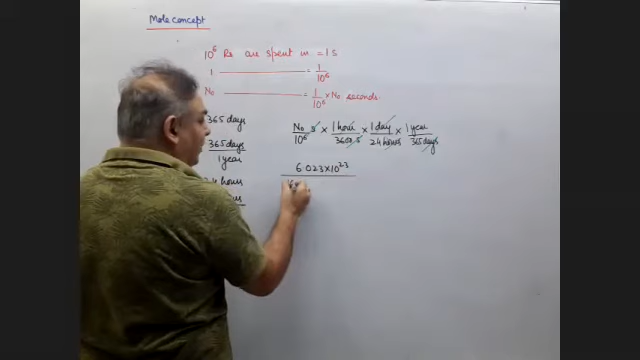 Mole concept
10⁶ Rs are spent in = 1 s
1 ———— = 1/10⁶
N₀ ———— = 1/10⁶ × N₀ seconds
365 days
365 days / 1 year
24 hours
N₀ s / 10⁶ × 1 hour / 3600 s × 1 day / 24 hours × 1 year / 365 days
6.023×10²³